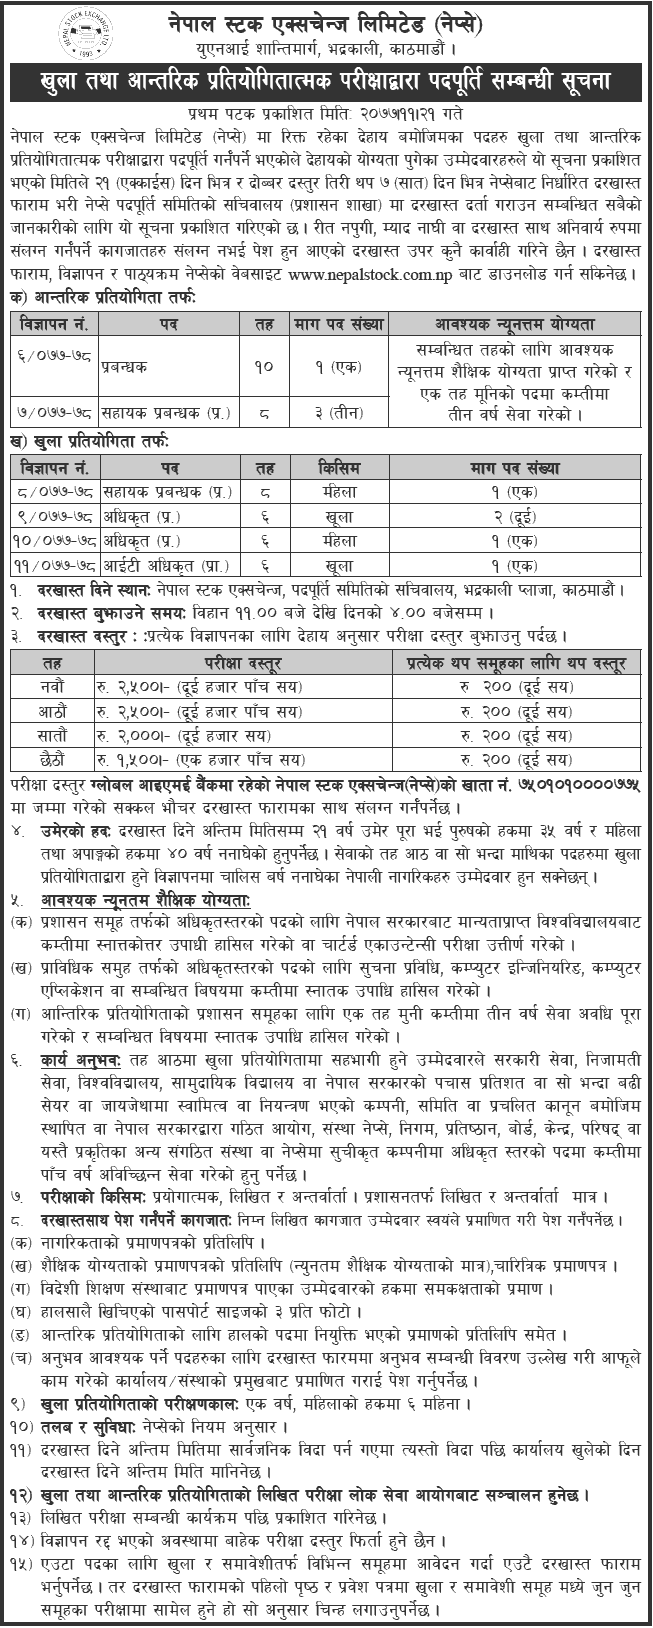 नेपाल स्टक एक्सचेन्ज लिमिटेड (नेप्से)
NEPAL STOCK EXCHANGE LTD.
1993
युएनआई शान्तिमार्ग, भद्रकाली, काठमाडौं ।
खुला तथा आन्तरिक प्रतियोगितात्मक परीक्षाद्वारा पदपूर्ति सम्बन्धी सूचना
प्रथम पटक प्रकाशित मिति: २०७७।११।२१ गते
नेपाल स्टक एक्सचेन्ज लिमिटेड (नेप्से) मा रिक्त रहेका देहाय बमोजिमका पदहरु खुला तथा आन्तरिक
प्रतियोगितात्मक परीक्षाद्वारा पदपूर्ति गर्नुपर्ने भएकोले देहायको योग्यता पुगेका उम्मेदवारहरुले यो सूचना प्रकाशित
भएको मितिले २१ (एक्काईस) दिन भित्र र दोब्बर दस्तुर तिरी थप ७ (सात) दिन भित्र नेप्सेबाट निर्धारित दरखास्त
फाराम भरी नेप्से पदपूर्ति समितिको सचिवालय (प्रशासन शाखा) मा दरखास्त दर्ता गराउन सम्बन्धित सबैको
जानकारीको लागि यो सूचना प्रकाशित गरिएको छ । रीत नपुगी, म्याद नाघी वा दरखास्त साथ अनिवार्य रुपमा
संलग्न गर्नुपर्ने कागजातहरु संलग्न नभई पेश हुन आएको दरखास्त उपर कुनै कार्वाही गरिने छैन । दरखास्त
फाराम, विज्ञापन र पाठ्यक्रम नेप्सेको वेबसाइट www.nepalstock.com.np बाट डाउनलोड गर्न सकिनेछ ।
क) आन्तरिक प्रतियोगिता तर्फ:
विज्ञापन नं. पद तह माग पद संख्या आवश्यक न्यूनत्तम योग्यता
६/०७७-७८ प्रबन्धक १० १ (एक) सम्बन्धित तहको लागि आवश्यक
न्यूनत्तम शैक्षिक योग्यता प्राप्त गरेको र
एक तह मूनिको पदमा कम्तीमा
७/०७७-७८ सहायक प्रबन्धक (प्र.) ८ ३ (तीन) तीन वर्ष सेवा गरेको ।
ख) खुला प्रतियोगिता तर्फ:
विज्ञापन नं. पद तह किसिम माग पद संख्या
८/०७७-७८ सहायक प्रबन्धक (प्र.) ८ महिला १ (एक)
९/०७७-७८ अधिकृत (प्र.) ६ खूला २ (दूई)
१०/०७७-७८ अधिकृत (प्र.) ६ महिला १ (एक)
११/०७७-७८ आईटी अधिकृत (प्रा.) ६ खूला १ (एक)
१. दरखास्त दिने स्थान: नेपाल स्टक एक्सचेन्ज, पदपूर्ति समितिको सचिवालय, भद्रकाली प्लाजा, काठमाडौं ।
२. दरखास्त बुझाउने समय: विहान ११.०० बजे देखि दिनको ४.०० बजेसम्म ।
३. दरखास्त दस्तुर : :प्रत्येक विज्ञापनका लागि देहाय अनुसार परीक्षा दस्तुर बुझाउनु पर्दछ ।
तह परीक्षा दस्तूर प्रत्येक थप समूहका लागि थप दस्तूर
नवौं रु. २,५००।- (दूई हजार पाँच सय) रु २०० (दूई सय)
आठौं रु. २,५००।- (दूई हजार पाँच सय) रु. २०० (दूई सय)
सातौं रु. २,०००।- (दूई हजार सय) रु. २०० (दूई सय)
छैठौं रु. १,५००।- (एक हजार पाँच सय) रु. २०० (दूई सय)
परीक्षा दस्तुर ग्लोबल आइएमई बैंकमा रहेको नेपाल स्टक एक्सचेन्ज(नेप्से)को खाता नं. ७५०१०१००००७७५
मा जम्मा गरेको सक्कल भौचर दरखास्त फारामका साथ संलग्न गर्नुपर्नेछ ।
४. उमेरको हद: दरखास्त दिने अन्तिम मितिसम्म २१ वर्ष उमेर पूरा भई पुरुषको हकमा ३५ वर्ष र महिला
तथा अपाङ्गको हकमा ४० वर्ष ननाघेको हुनुपर्नेछ । सेवाको तह आठ वा सो भन्दा माथिका पदहरुमा खुला
प्रतियोगिताद्वारा हुने विज्ञापनमा चालिस बर्ष ननाघेका नेपाली नागरिकहरु उम्मेदवार हुन सक्नेछन् ।
५. आवश्यक न्यूनतम शैक्षिक योग्यता:
(क) प्रशासन समूह तर्फको अधिकृतस्तरको पदको लागि नेपाल सरकारबाट मान्यताप्राप्त विश्वविद्यालयबाट
कम्तीमा स्नात्तकोत्तर उपाधी हासिल गरेको वा चार्टर्ड एकाउन्टेन्सी परीक्षा उत्तीर्ण गरेको ।
(ख) प्राविधिक समुह तर्फको अधिकृतस्तरको पदको लागि सुचना प्रविधि, कम्प्युटर इन्जिनियरिङ, कम्प्युटर
एप्लिकेशन वा सम्बन्धित बिषयमा कम्तीमा स्नातक उपाधि हासिल गरेको ।
(ग) आन्तिरिक प्रतियोगिताको प्रशासन समूहका लागि एक तह मुनी कम्तीमा तीन वर्ष सेवा अवधि पूरा
गरेको र सम्बन्धित विषयमा स्नातक उपाधि हासिल गरेको ।
६. कार्य अनुभव: तह आठमा खुला प्रतियोगितामा सहभागी हुने उम्मेदवारले सरकारी सेवा, निजामती
सेवा, विश्वविद्यालय, सामुदायिक विद्यालय वा नेपाल सरकारको पचास प्रतिशत वा सो भन्दा बढी
सेयर वा जायजेथामा स्वामित्व वा नियन्त्रण भएको कम्पनी, समिति वा प्रचलित कानून बमोजिम
स्थापित वा नेपाल सरकारद्वारा गठित आयोग, संस्था नेप्से, निगम, प्रतिष्ठान, बोर्ड, केन्द्र, परिषद् वा
यस्तै प्रकृतिका अन्य संगठित संस्था वा नेप्सेमा सुचीकृत कम्पनीमा अधिकृत स्तरको पदमा कम्तीमा
पाँच वर्ष अविच्छिन्न सेवा गरेको हुनु पर्नेछ ।
७. परीक्षाको किसिम: प्रयोगात्मक, लिखित र अन्तर्वार्ता । प्रशासनतर्फ लिखित र अन्तर्वार्ता मात्र ।
८. दरखास्तसाथ पेश गर्नुपर्ने कागजात: निम्न लिखित कागजात उम्मेदवार स्वयंले प्रमाणित गरी पेश गर्नुपर्नेछ ।
(क) नागरिकताको प्रमाणपत्रको प्रतिलिपि ।
(ख) शैक्षिक योग्यताको प्रमाणपत्रको प्रतिलिपि (न्युनतम शैक्षिक योग्यताको मात्र),चारित्रिक प्रमाणपत्र ।
(ग) विदेशी शिक्षण संस्थाबाट प्रमाणपत्र पाएका उम्मेदवारको हकमा समकक्षताको प्रमाण ।
(घ) हालसालै खिचिएको पासपोर्ट साइजको ३ प्रति फोटो ।
(ङ) आन्तरिक प्रतियोगिताको लागि हालको पदमा नियुक्ति भएको प्रमाणको प्रतिलिपि समेत ।
(च) अनुभव आवश्यक पर्ने पदहरुका लागि दरखास्त फारममा अनुभव सम्बन्धी विवरण उल्लेख गरी आफूले
काम गरेको कार्यालय/संस्थाको प्रमुखबाट प्रमाणित गराई पेश गर्नुपर्नेछ ।
९) खुला प्रतियोगिताको परीक्षणकाल: एक वर्ष, महिलाको हकमा ६ महिना ।
१०) तलब र सुविधा: नेप्सेको नियम अनुसार ।
११) दरखास्त दिने अन्तिम मितिमा सार्वजनिक विदा पर्न गएमा त्यस्तो विदा पछि कार्यालय खुलेको दिन
दरखास्त दिने अन्तिम मिति मानिनेछ ।
१२) खुला तथा आन्तरिक प्रतियोगिताको लिखित परीक्षा लोक सेवा आयोगबाट सञ्चालन हुनेछ ।
१३) लिखित परीक्षा सम्बन्धी कार्यक्रम पछि प्रकाशित गरिनेछ ।
१४) विज्ञापन रद्द भएको अवस्थामा बाहेक परीक्षा दस्तुर फिर्ता हुने छैन ।
१५) एउटा पदका लागि खुला र समावेशीतर्फ विभिन्न समूहमा आवेदन गर्दा एउटै दरखास्त फाराम
भर्नुपर्नेछ । तर दरखास्त फारामको पहिलो पृष्ठ र प्रवेश पत्रमा खुला र समावेशी समूह मध्ये जुन जुन
समूहका परीक्षामा सामेल हुने हो सो अनुसार चिन्ह लगाउनुपर्नेछ ।